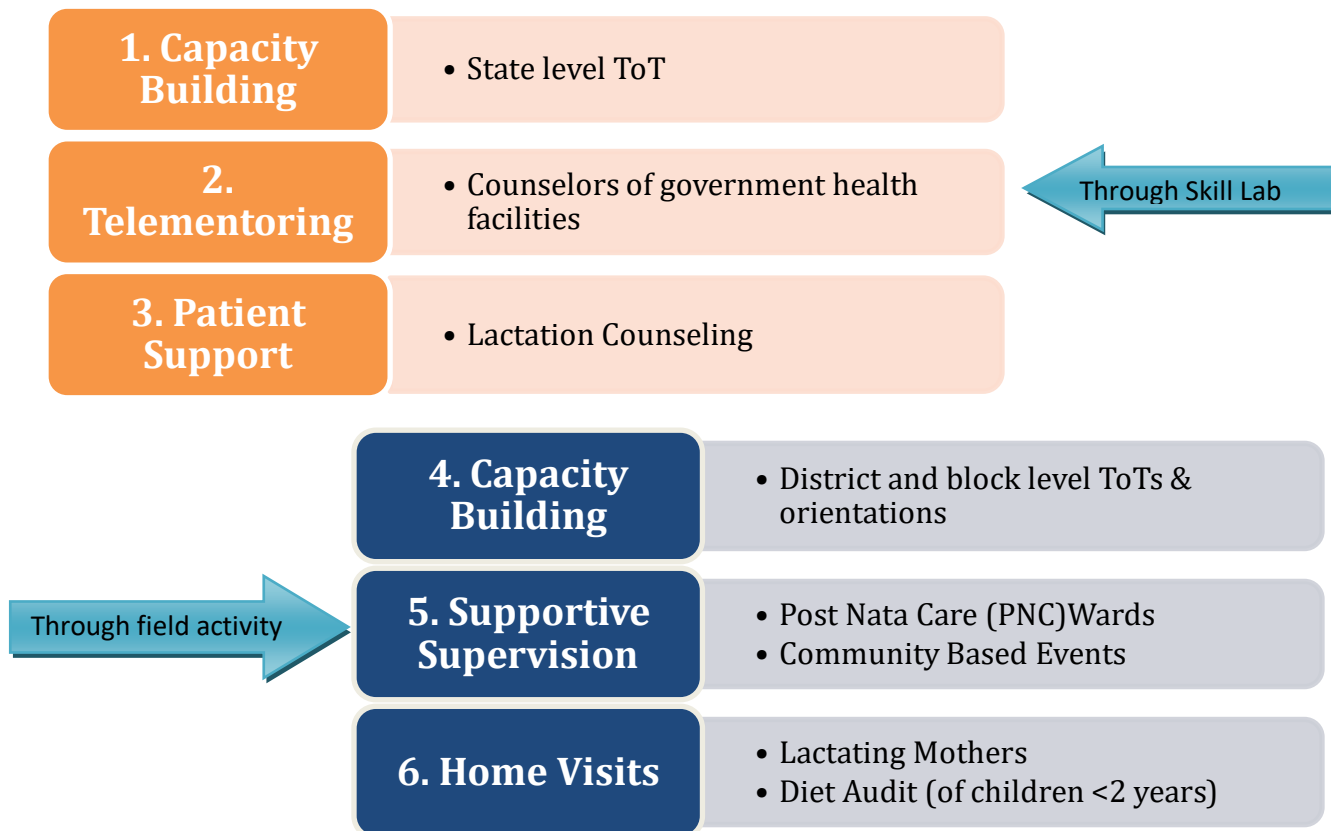 1. Capacity
Building
• State level ToT
2.
Telementoring
• Counselors of government health
facilities
Through Skill Lab
3. Patient
Support
• Lactation Counseling
4. Capacity
Building
• District and block level ToTs &
orientations
Through field activity
5. Supportive
Supervision
• Post Nata Care (PNC)Wards
• Community Based Events
6. Home Visits
• Lactating Mothers
• Diet Audit (of children <2 years)